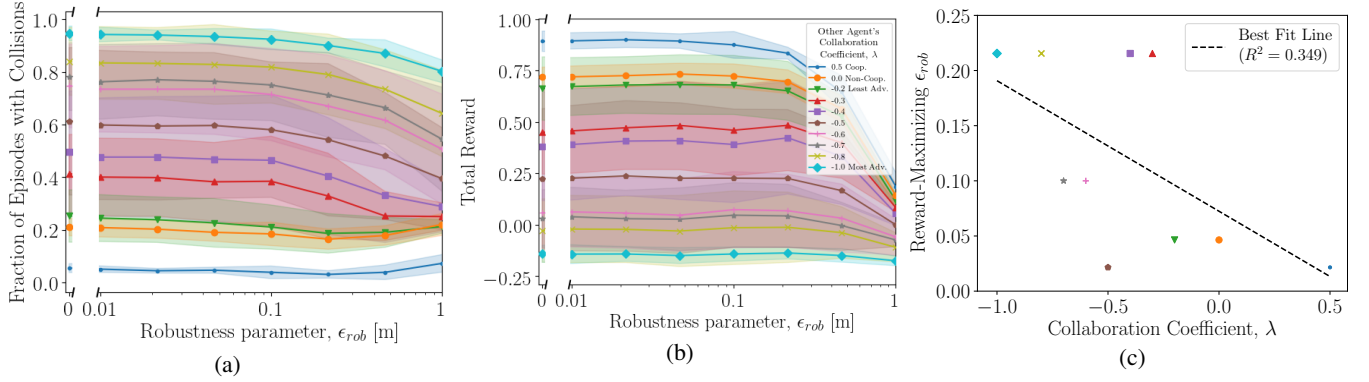 Fraction of Episodes with Collisions
1.0
0.8
0.6
0.4
0.2
0.0
0
0.01
0.1
1
Robustness parameter, ϵ_rob [m]
(a)
Total Reward
1.00
0.75
0.50
0.25
0.00
−0.25
0
0.01
0.1
1
Robustness parameter, ϵ_rob [m]
Other Agent's
Collaboration
Coefficient, λ
0.5 Coop.
0.0 Non-Coop.
-0.2 Least Adv.
-0.3
-0.4
-0.5
-0.6
-0.7
-0.8
-1.0 Most Adv.
(b)
Reward-Maximizing ϵ_rob
0.25
0.20
0.15
0.10
0.05
0.00
−1.0
−0.5
0.0
0.5
Collaboration Coefficient, λ
Best Fit Line
(R² = 0.349)
(c)